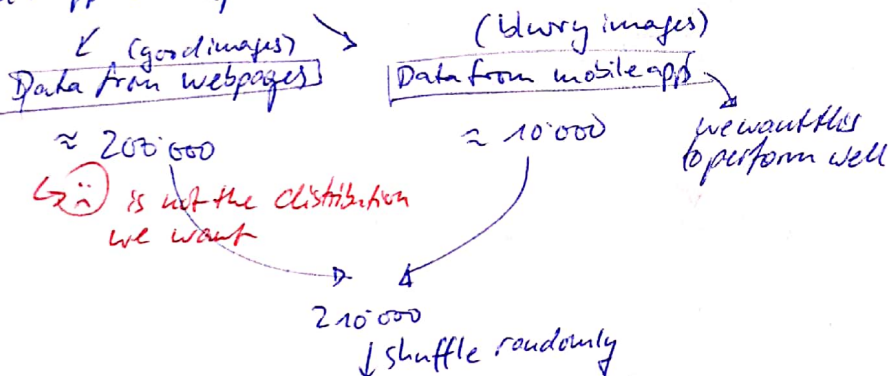 (good images)
(blurry images)
Data from webpages
Data from mobile app
≈ 200'000
≈ 10'000
we want this
to perform well
is not the distribution
we want
210'000
shuffle randomly